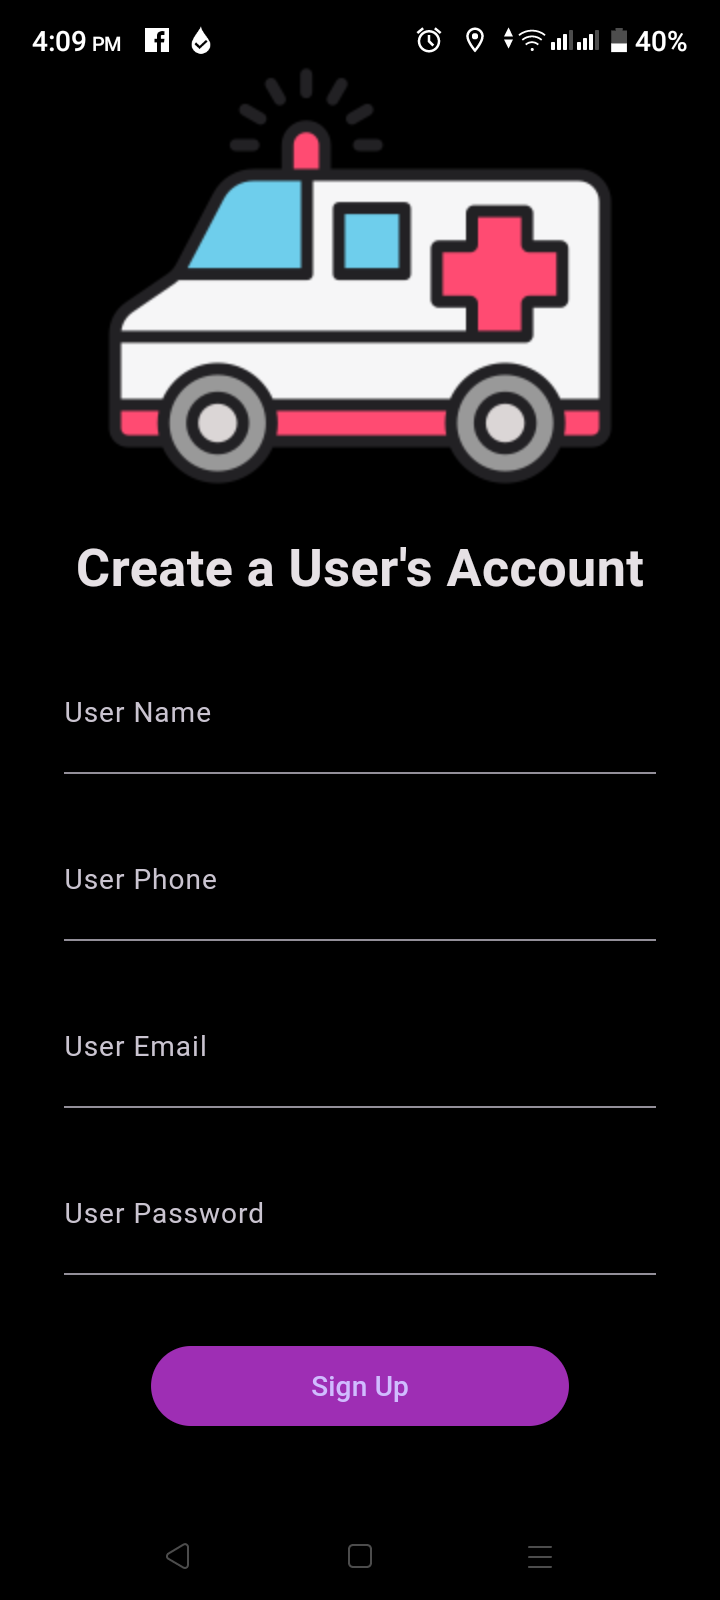 4:09 PM 40%
Create a User's Account
User Name
User Phone
User Email
User Password
Sign Up